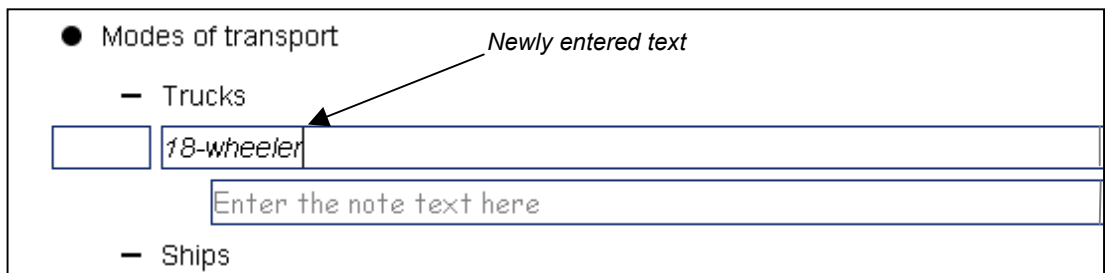 ● Modes of transport
Newly entered text
– Trucks
18-wheeler
Enter the note text here
– Ships